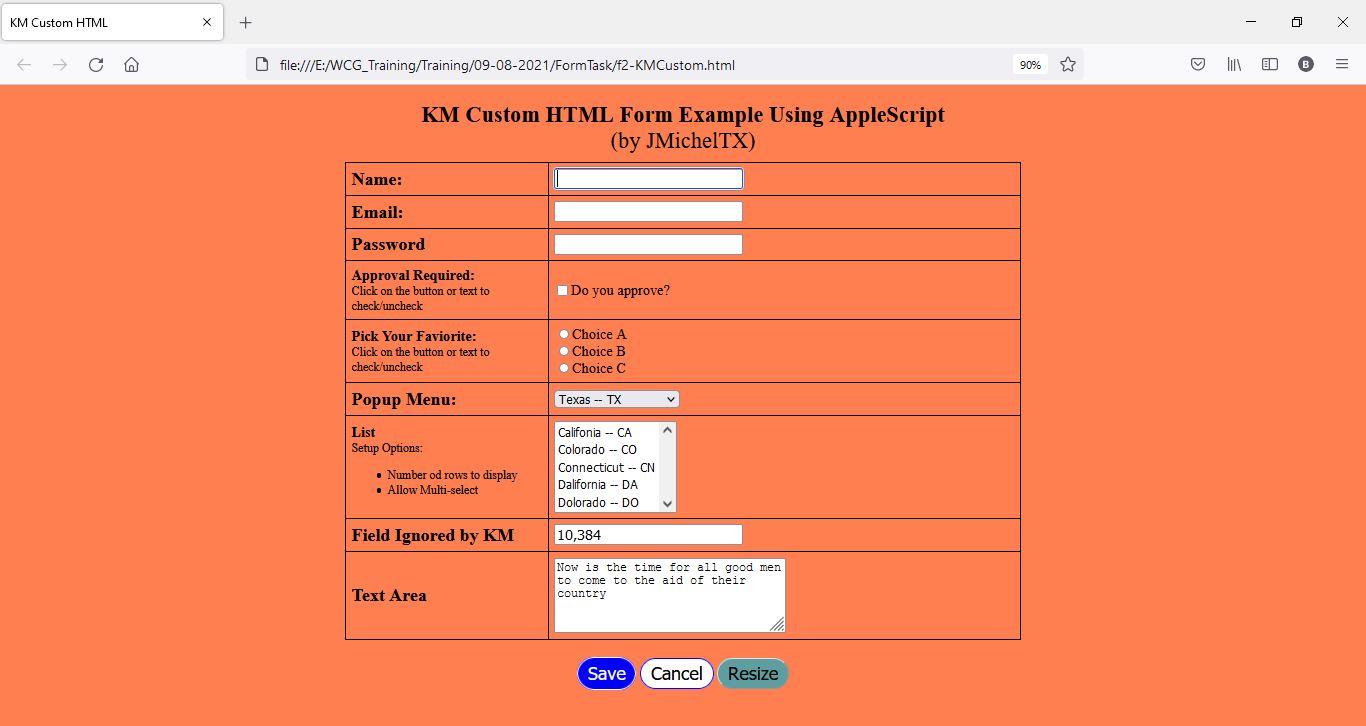 KM Custom HTML
file:///E:/WCG_Training/Training/09-08-2021/FormTask/f2-KMCustom.html
90%
B
KM Custom HTML Form Example Using AppleScript
(by JMichelTX)
Name:
Email:
Password
Approval Required:
Click on the button or text to
check/uncheck
Do you approve?
Pick Your Faviorite:
Click on the button or text to
check/uncheck
Choice A
Choice B
Choice C
Popup Menu:
Texas -- TX
List
Setup Options:
Number od rows to display
Allow Multi-select
Califonia -- CA
Colorado -- CO
Connecticut -- CN
Dalifornia -- DA
Dolorado -- DO
Field Ignored by KM
10,384
Text Area
Now is the time for all good men
to come to the aid of their
country
Save
Cancel
Resize